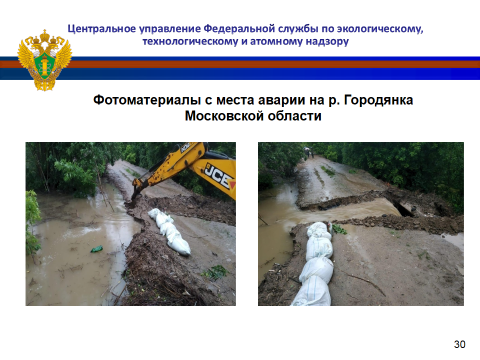 Центральное управление Федеральной службы по экологическому,
технологическому и атомному надзору
Фотоматериалы с места аварии на р. Городянка
Московской области
JCB
30